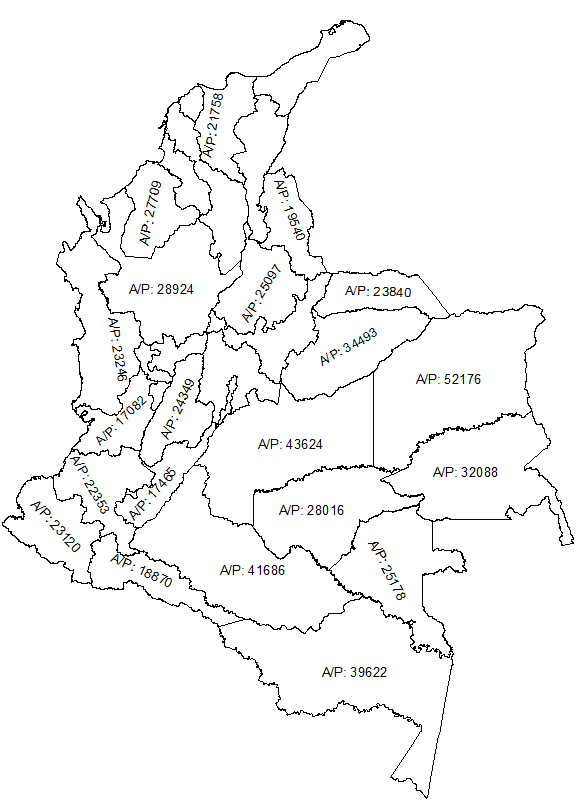 A/P: 21758
A/P: 27709
A/P: 19540
A/P: 28924
A/P: 25097
A/P: 23840
A/P: 23246
A/P: 34493
A/P: 52176
A/P: 17082
A/P: 24349
A/P: 43624
A/P: 32088
A/P: 22353
A/P: 17465
A/P: 28016
A/P: 23120
A/P: 18870
A/P: 41686
A/P: 25178
A/P: 39622